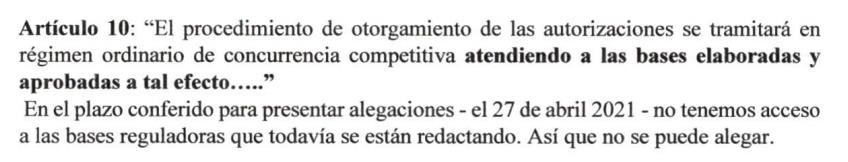 Artículo 10: “El procedimiento de otorgamiento de las autorizaciones se tramitará en
régimen ordinario de concurrencia competitiva atendiendo a las bases elaboradas y
aprobadas a tal efecto…..”
En el plazo conferido para presentar alegaciones - el 27 de abril 2021 - no tenemos acceso
a las bases reguladoras que todavía se están redactando. Así que no se puede alegar.